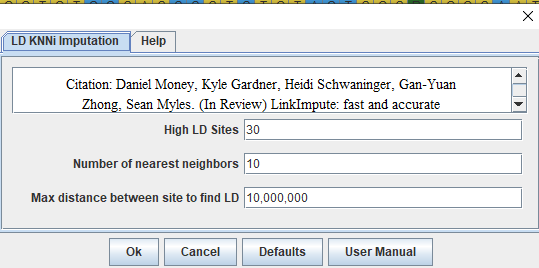 LD KNNi Imputation Help
Citation: Daniel Money, Kyle Gardner, Heidi Schwaninger, Gan-Yuan
Zhong, Sean Myles. (In Review) LinkImpute: fast and accurate
High LD Sites 30
Number of nearest neighbors 10
Max distance between site to find LD 10,000,000
Ok Cancel Defaults User Manual